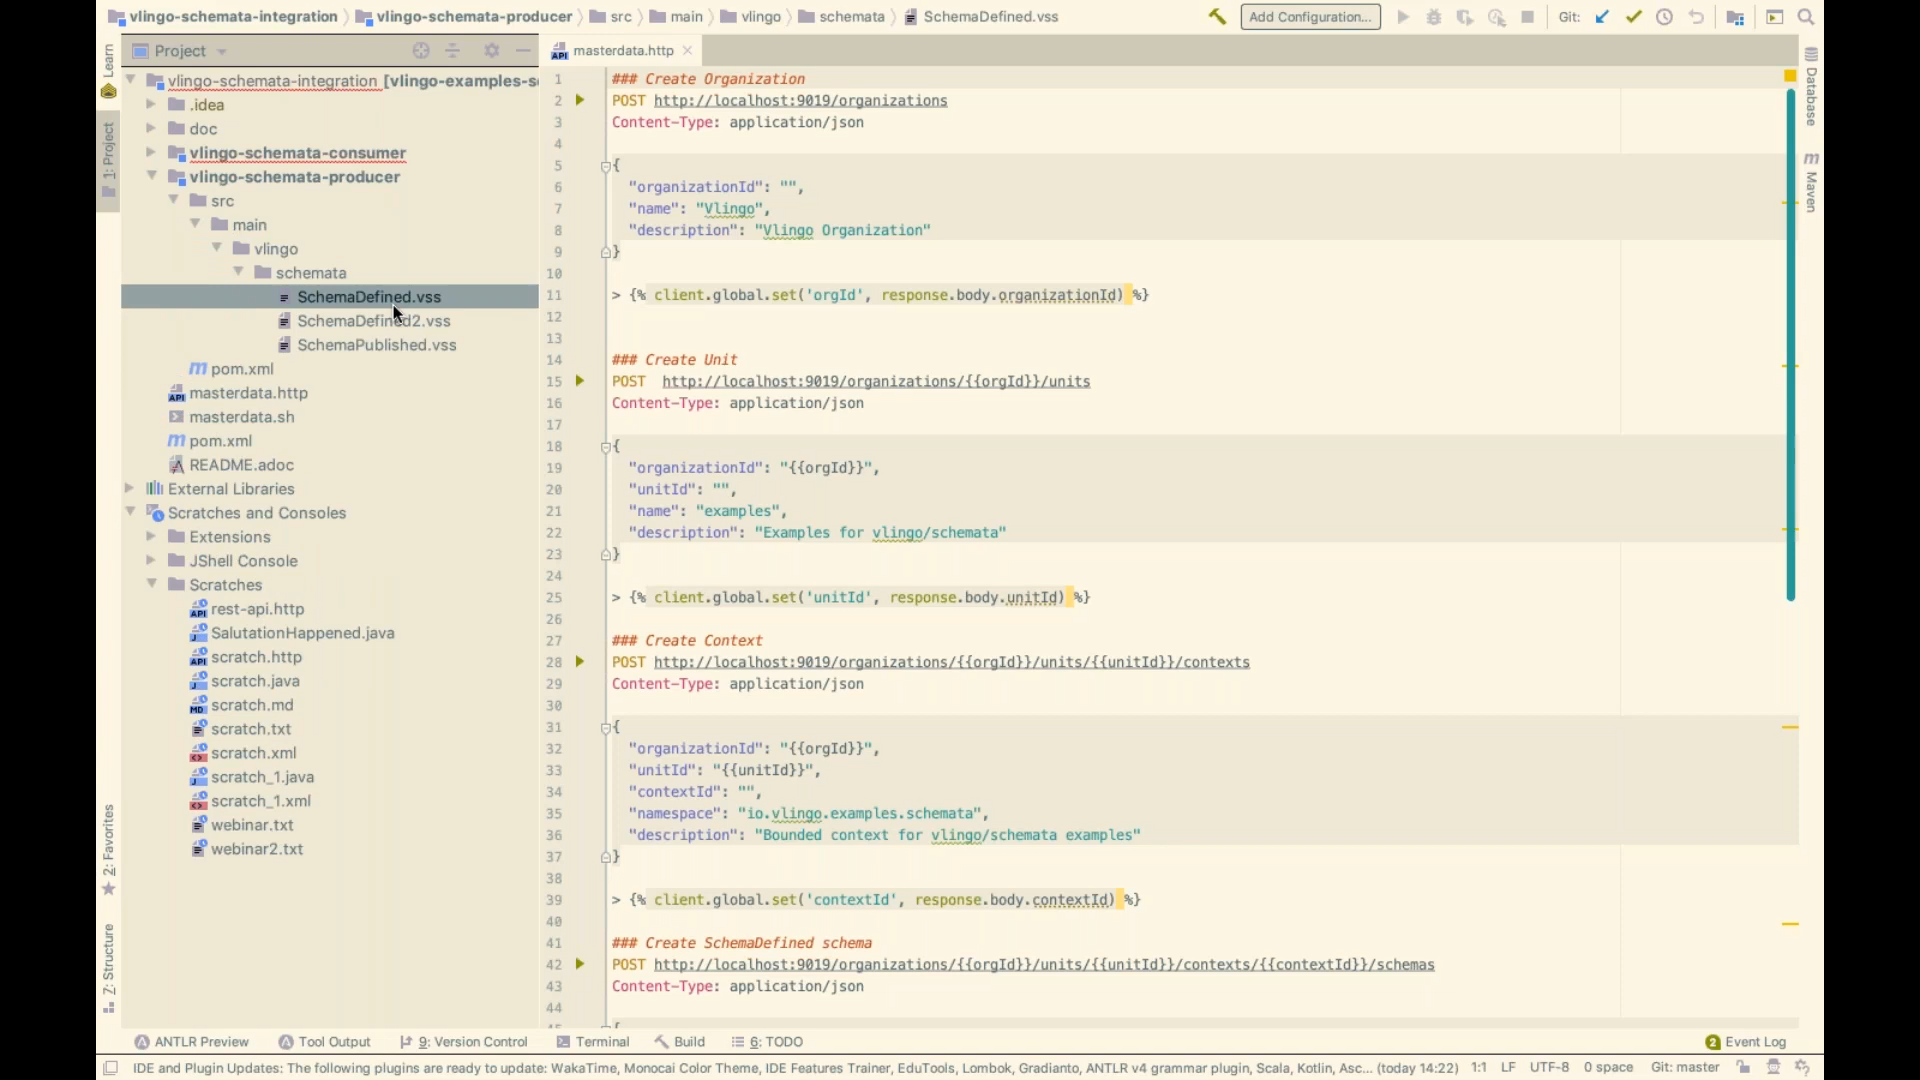 vlingo-schemata-integration vlingo-schemata-producer src main vlingo schemata SchemaDefined.vss
Add Configuration... Git:
Learn
1: Project
2: Favorites
7: Structure
Project
vlingo-schemata-integration [vlingo-examples-s
.idea
doc
vlingo-schemata-consumer
vlingo-schemata-producer
src
main
vlingo
schemata
SchemaDefined.vss
SchemaDefined2.vss
SchemaPublished.vss
pom.xml
masterdata.http
masterdata.sh
pom.xml
README.adoc
External Libraries
Scratches and Consoles
Extensions
JShell Console
Scratches
rest-api.http
SalutationHappened.java
scratch.http
scratch.java
scratch.md
scratch.txt
scratch.xml
scratch_1.java
scratch_1.xml
webinar.txt
webinar2.txt
masterdata.http
1 ### Create Organization
2 POST http://localhost:9019/organizations
3 Content-Type: application/json
4
5 {
6 "organizationId": "",
7 "name": "Vlingo",
8 "description": "Vlingo Organization"
9 }
10
11 > {% client.global.set('orgId', response.body.organizationId) %}
12
13
14 ### Create Unit
15 POST http://localhost:9019/organizations/{{orgId}}/units
16 Content-Type: application/json
17
18 {
19 "organizationId": "{{orgId}}",
20 "unitId": "",
21 "name": "examples",
22 "description": "Examples for vlingo/schemata"
23 }
24
25 > {% client.global.set('unitId', response.body.unitId) %}
26
27 ### Create Context
28 POST http://localhost:9019/organizations/{{orgId}}/units/{{unitId}}/contexts
29 Content-Type: application/json
30
31 {
32 "organizationId": "{{orgId}}",
33 "unitId": "{{unitId}}",
34 "contextId": "",
35 "namespace": "io.vlingo.examples.schemata",
36 "description": "Bounded context for vlingo/schemata examples"
37 }
38
39 > {% client.global.set('contextId', response.body.contextId) %}
40
41 ### Create SchemaDefined schema
42 POST http://localhost:9019/organizations/{{orgId}}/units/{{unitId}}/contexts/{{contextId}}/schemas
43 Content-Type: application/json
44
Database
Maven
ANTLR Preview Tool Output 9: Version Control Terminal Build 6: TODO 2 Event Log
IDE and Plugin Updates: The following plugins are ready to update: WakaTime, Monocai Color Theme, IDE Features Trainer, EduTools, Lombok, Gradianto, ANTLR v4 grammar plugin, Scala, Kotlin, Asc... (today 14:22) 1:1 LF UTF-8 0 space Git: master